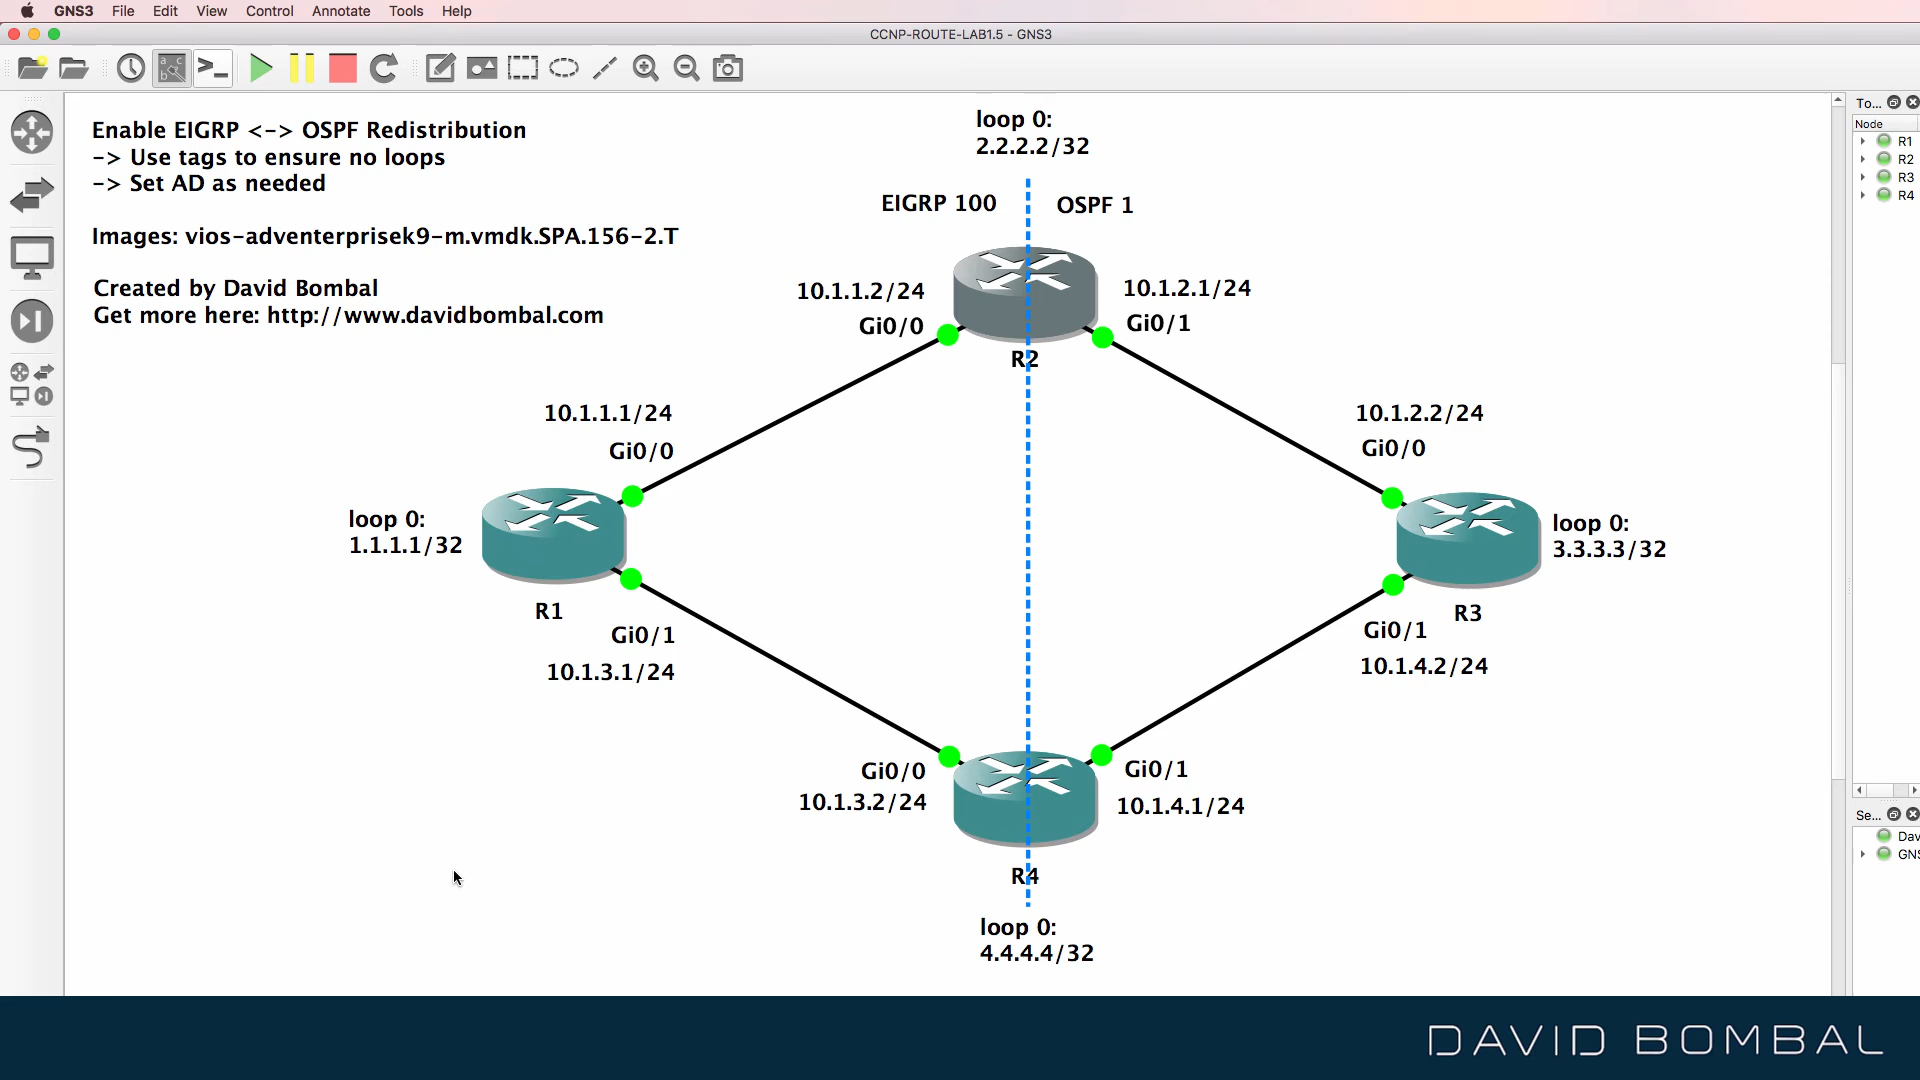 GNS3 File Edit View Control Annotate Tools Help
CCNP-ROUTE-LAB1.5 - GNS3
Enable EIGRP <-> OSPF Redistribution
-> Use tags to ensure no loops
-> Set AD as needed
Images: vios-adventerprisek9-m.vmdk.SPA.156-2.T
Created by David Bombal
Get more here: http://www.davidbombal.com
loop 0:
2.2.2.2/32
EIGRP 100
OSPF 1
10.1.1.2/24
Gi0/0
10.1.2.1/24
Gi0/1
R2
10.1.1.1/24
Gi0/0
10.1.2.2/24
Gi0/0
loop 0:
1.1.1.1/32
R1
loop 0:
3.3.3.3/32
R3
Gi0/1
10.1.3.1/24
Gi0/1
10.1.4.2/24
Gi0/0
10.1.3.2/24
Gi0/1
10.1.4.1/24
R4
loop 0:
4.4.4.4/32
To...
Node
R1
R2
R3
R4
Se...
Dav
GNS
DAVID BOMBAL